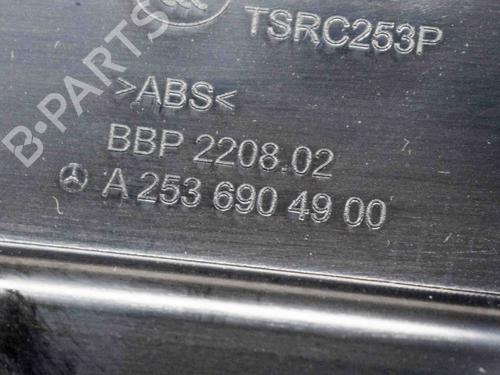 B-PARTS
TSRC253P
>ABS<
BBP 2208.02
A 253 690 49 00